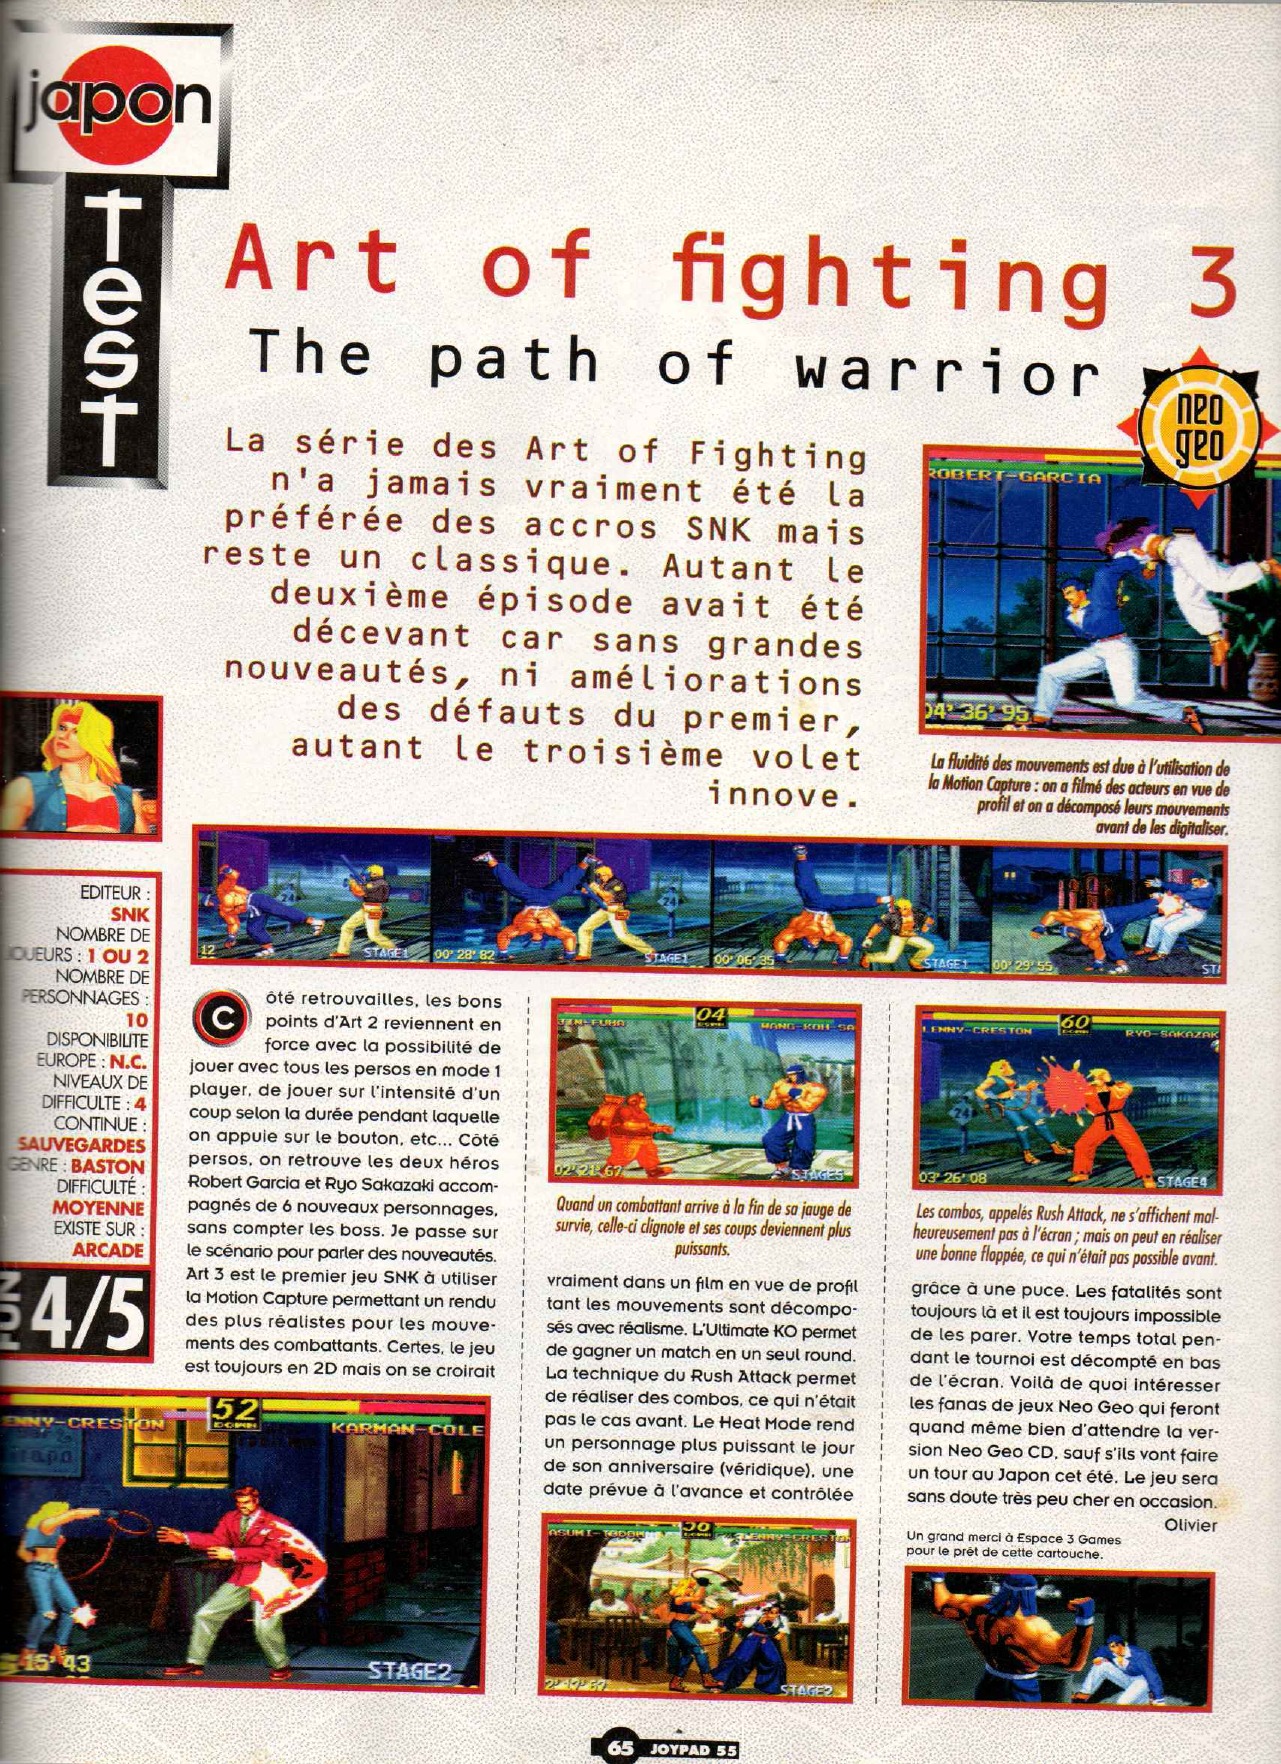 japon
test
Art of fighting 3
The path of warrior
neo
geo
La série des Art of Fighting
n'a jamais vraiment été la
préférée des accros SNK mais
reste un classique. Autant le
deuxième épisode avait été
décevant car sans grandes
nouveautés, ni améliorations
des défauts du premier,
autant le troisième volet
innove.
ROBERT-GARCIA
04'36'95
La fluidité des mouvements est due à l'utilisation de
la Motion Capture : on a filmé des acteurs en vue de
profil et on a décomposé leurs mouvements
avant de les digitaliser.
12
STAGE1
00'28'82
STAGE1
00'06'35
STAGE1
00'29'55
EDITEUR :
SNK
NOMBRE DE
JOUEURS : 1 OU 2
NOMBRE DE
PERSONNAGES :
10
DISPONIBILITE
EUROPE : N.C.
NIVEAUX DE
DIFFICULTE : 4
CONTINUE :
SAUVEGARDES
GENRE : BASTON
DIFFICULTÉ :
MOYENNE
EXISTE SUR :
ARCADE
FUN
4/5
C ôté retrouvailles, les bons
points d'Art 2 reviennent en
force avec la possibilité de
jouer avec tous les persos en mode 1
player, de jouer sur l'intensité d'un
coup selon la durée pendant laquelle
on appuie sur le bouton, etc... Côté
persos, on retrouve les deux héros
Robert Garcia et Ryo Sakazaki accom-
pagnés de 6 nouveaux personnages,
sans compter les boss. Je passe sur
le scénario pour parler des nouveautés.
Art 3 est le premier jeu SNK à utiliser
la Motion Capture permettant un rendu
des plus réalistes pour les mouve-
ments des combattants. Certes, le jeu
est toujours en 2D mais on se croirait
ENNY-CRESTON
52
KARMAN-COLE
15'43
STAGE2
04
WANG-KOH-SA
02'21'67
STAGE5
Quand un combattant arrive à la fin de sa jauge de
survie, celle-ci clignote et ses coups deviennent plus
puissants.
vraiment dans un film en vue de profil
tant les mouvements sont décompo-
sés avec réalisme. L'Ultimate KO permet
de gagner un match en un seul round.
La technique du Rush Attack permet
de réaliser des combos, ce qui n'était
pas le cas avant. Le Heat Mode rend
un personnage plus puissant le jour
de son anniversaire (véridique), une
date prévue à l'avance et contrôlée
STAGE2
LENNY-CRESTON
60
RYO-SAKAZAK
03'26'08
STAGE4
Les combos, appelés Rush Attack, ne s'affichent mal-
heureusement pas à l'écran ; mais on peut en réaliser
une bonne floppée, ce qui n'était pas possible avant.
grâce à une puce. Les fatalités sont
toujours là et il est toujours impossible
de les parer. Votre temps total pen-
dant le tournoi est décompté en bas
de l'écran. Voilà de quoi intéresser
les fanas de jeux Neo Geo qui feront
quand même bien d'attendre la ver-
sion Neo Geo CD, sauf s'ils vont faire
un tour au Japon cet été. Le jeu sera
sans doute très peu cher en occasion.
Olivier
Un grand merci à Espace 3 Games
pour le prêt de cette cartouche.
65 JOYPAD 55